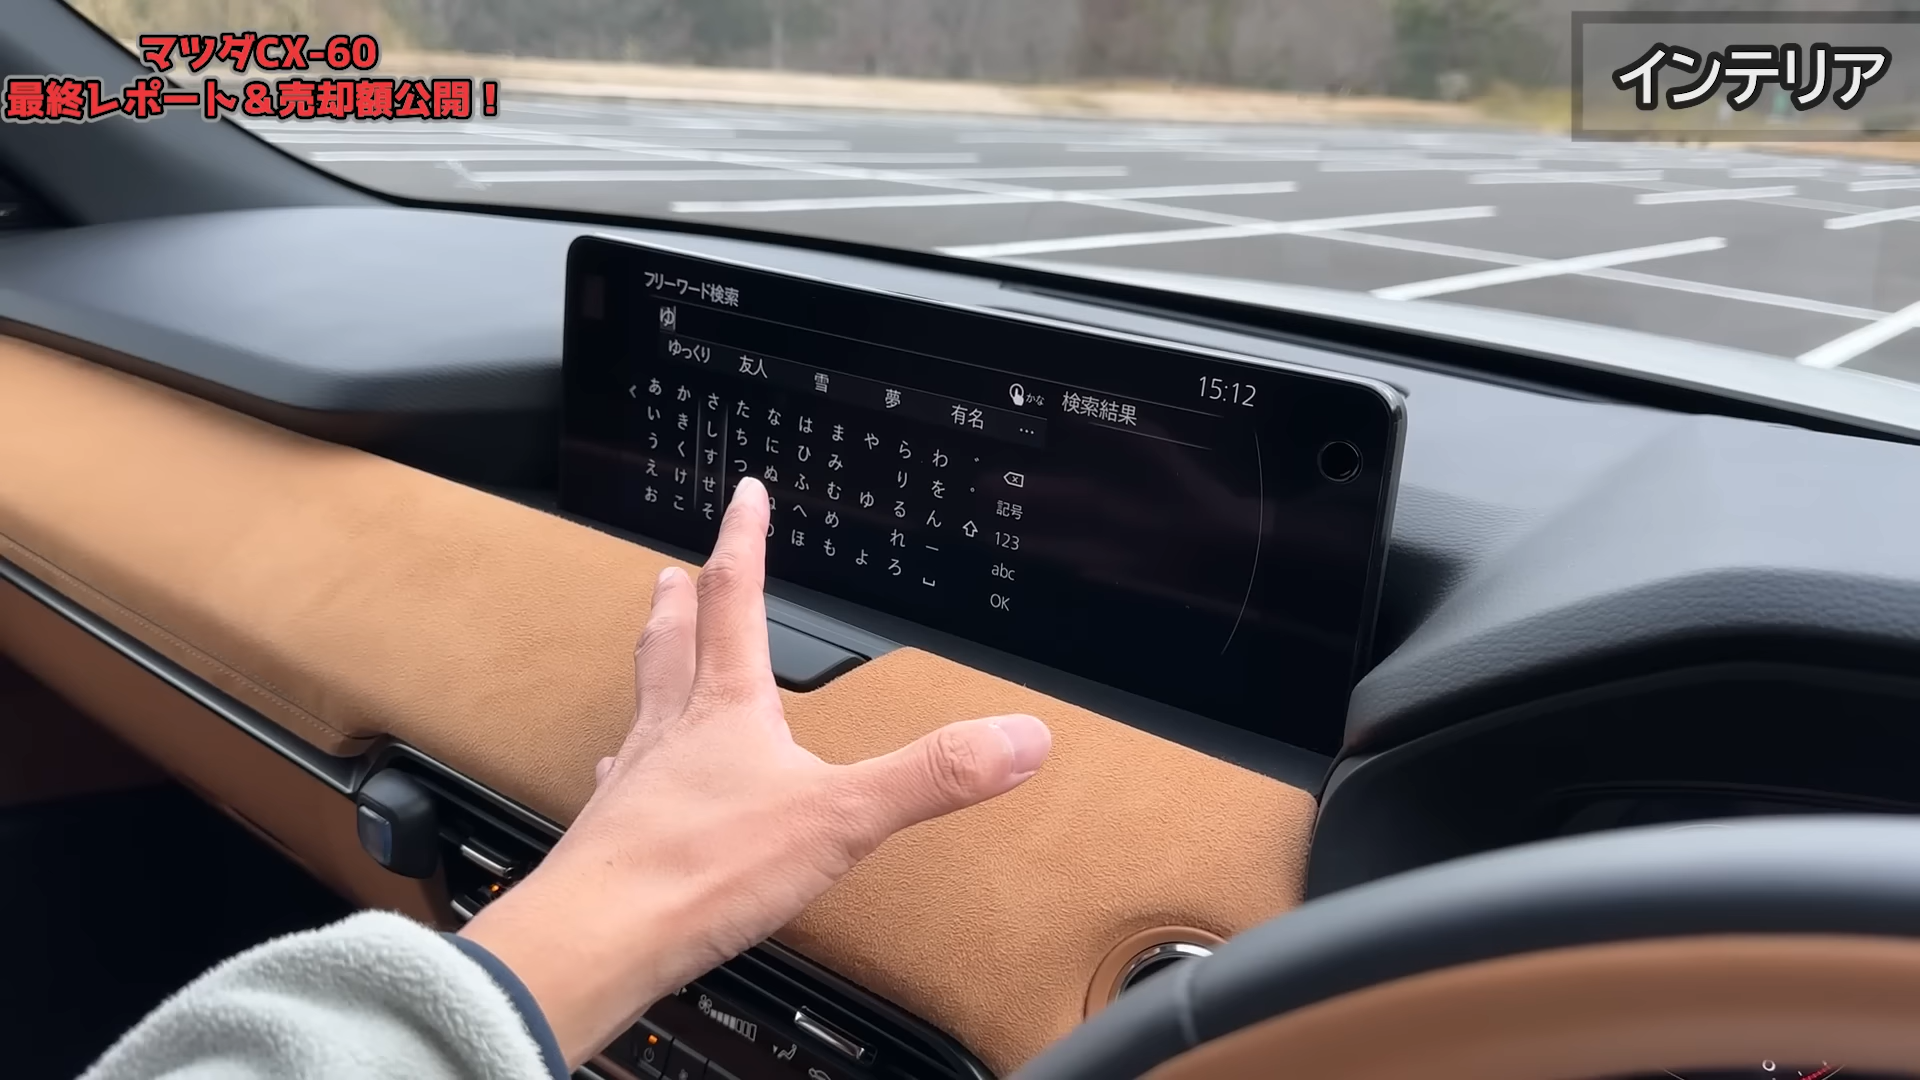 マツダCX-60
最終レポート＆売却額公開！
インテリア
フリーワード検索
ゆ
ゆっくり 友人 雪 夢 有名 …
かな
検索結果
15:12
あ か さ た な は ま や ら わ ゛
い き し ち に ひ み り を ゜
う く す つ ぬ ふ む ゆ る ん
え け せ ね へ め れ ー
お こ そ の ほ も よ ろ
記号
123
abc
OK